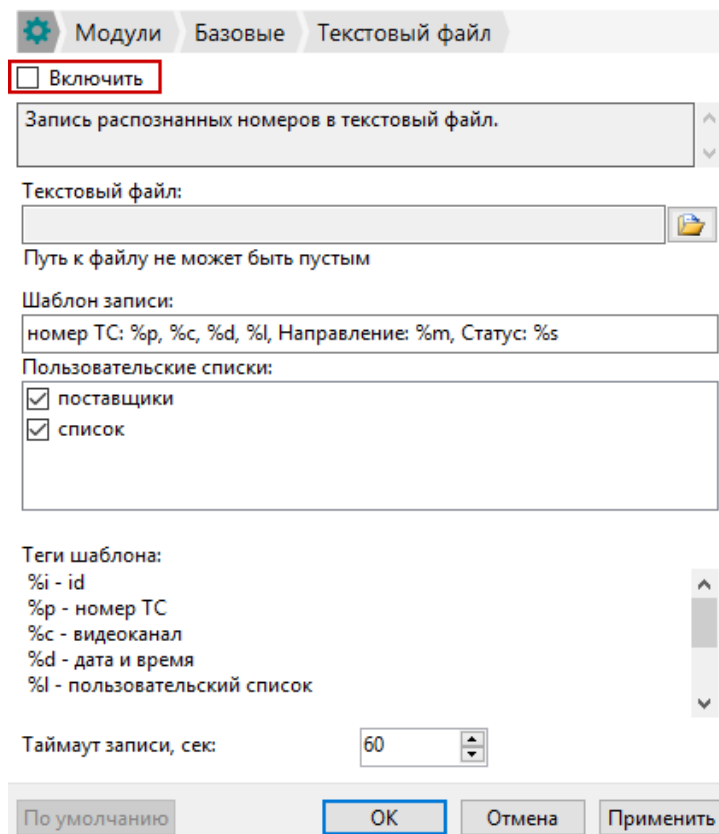 Модули Базовые Текстовый файл
Включить
Запись распознанных номеров в текстовый файл.
Текстовый файл:
Путь к файлу не может быть пустым
Шаблон записи:
номер ТС: %p, %c, %d, %l, Направление: %m, Статус: %s
Пользовательские списки:
поставщики
список
Теги шаблона:
%i - id
%p - номер ТС
%c - видеоканал
%d - дата и время
%l - пользовательский список
Таймаут записи, сек: 60
По умолчанию ОК Отмена Применить